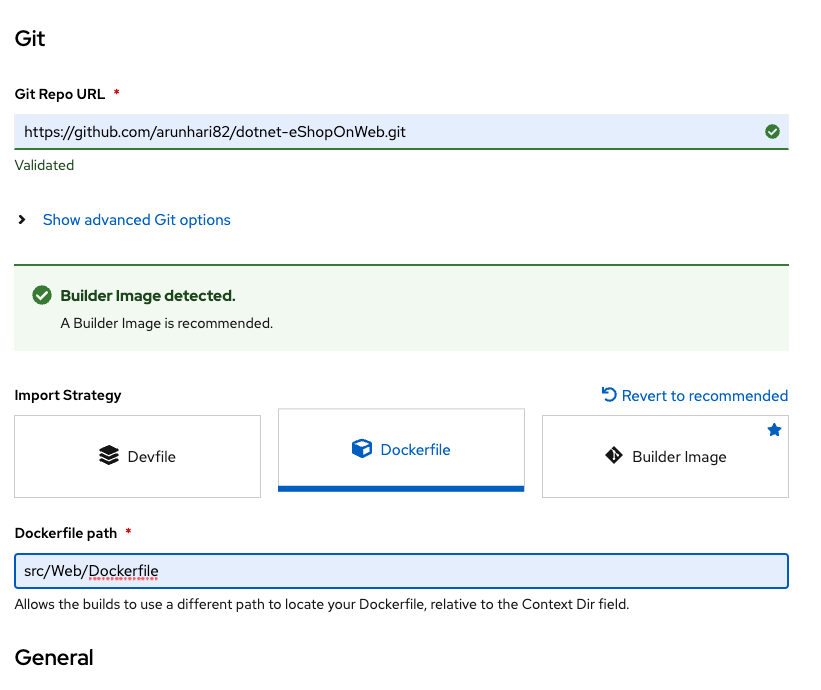 Git
Git Repo URL *
https://github.com/arunhari82/dotnet-eShopOnWeb.git
Validated
Show advanced Git options
Builder Image detected.
A Builder Image is recommended.
Import Strategy
Revert to recommended
Devfile
Dockerfile
Builder Image
Dockerfile path *
src/Web/Dockerfile
Allows the builds to use a different path to locate your Dockerfile, relative to the Context Dir field.
General